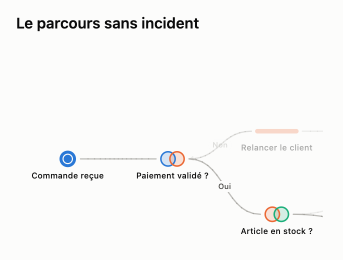 Le parcours sans incident
Non
Relancer le client
Commande reçue
Paiement validé ?
Oui
Article en stock ?